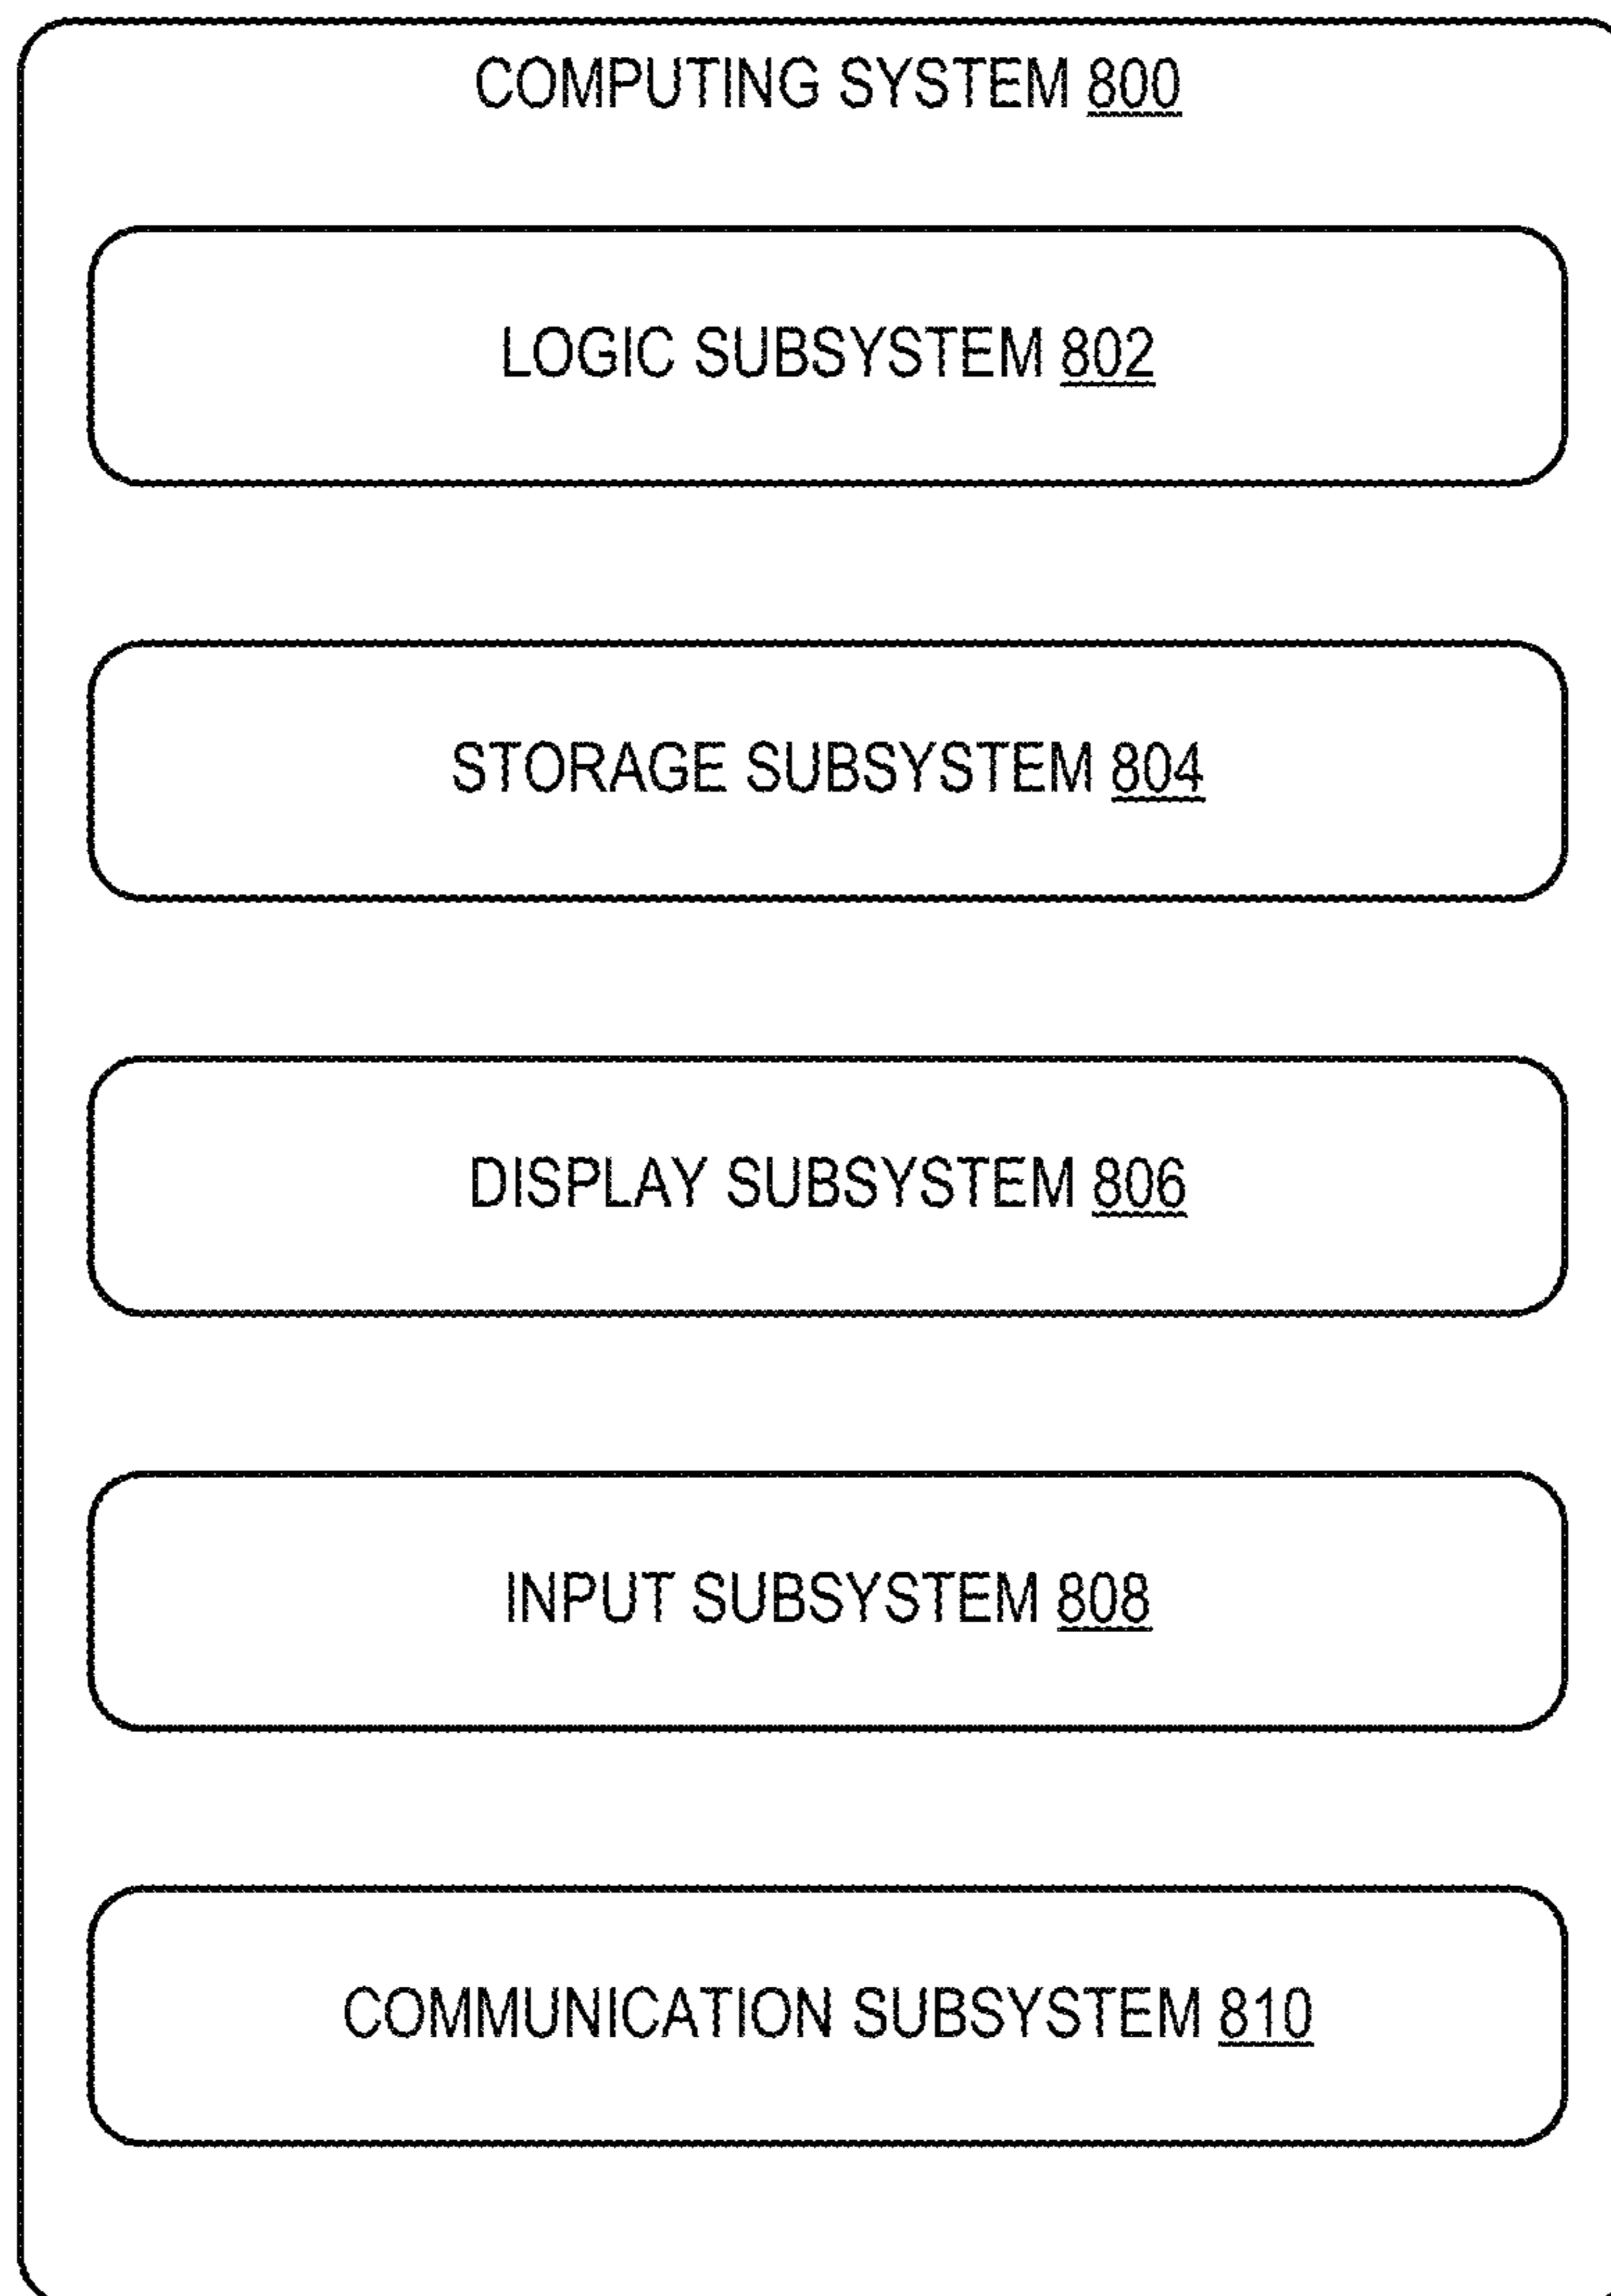 COMPUTING SYSTEM 800
LOGIC SUBSYSTEM 802
STORAGE SUBSYSTEM 804
DISPLAY SUBSYSTEM 806
INPUT SUBSYSTEM 808
COMMUNICATION SUBSYSTEM 810